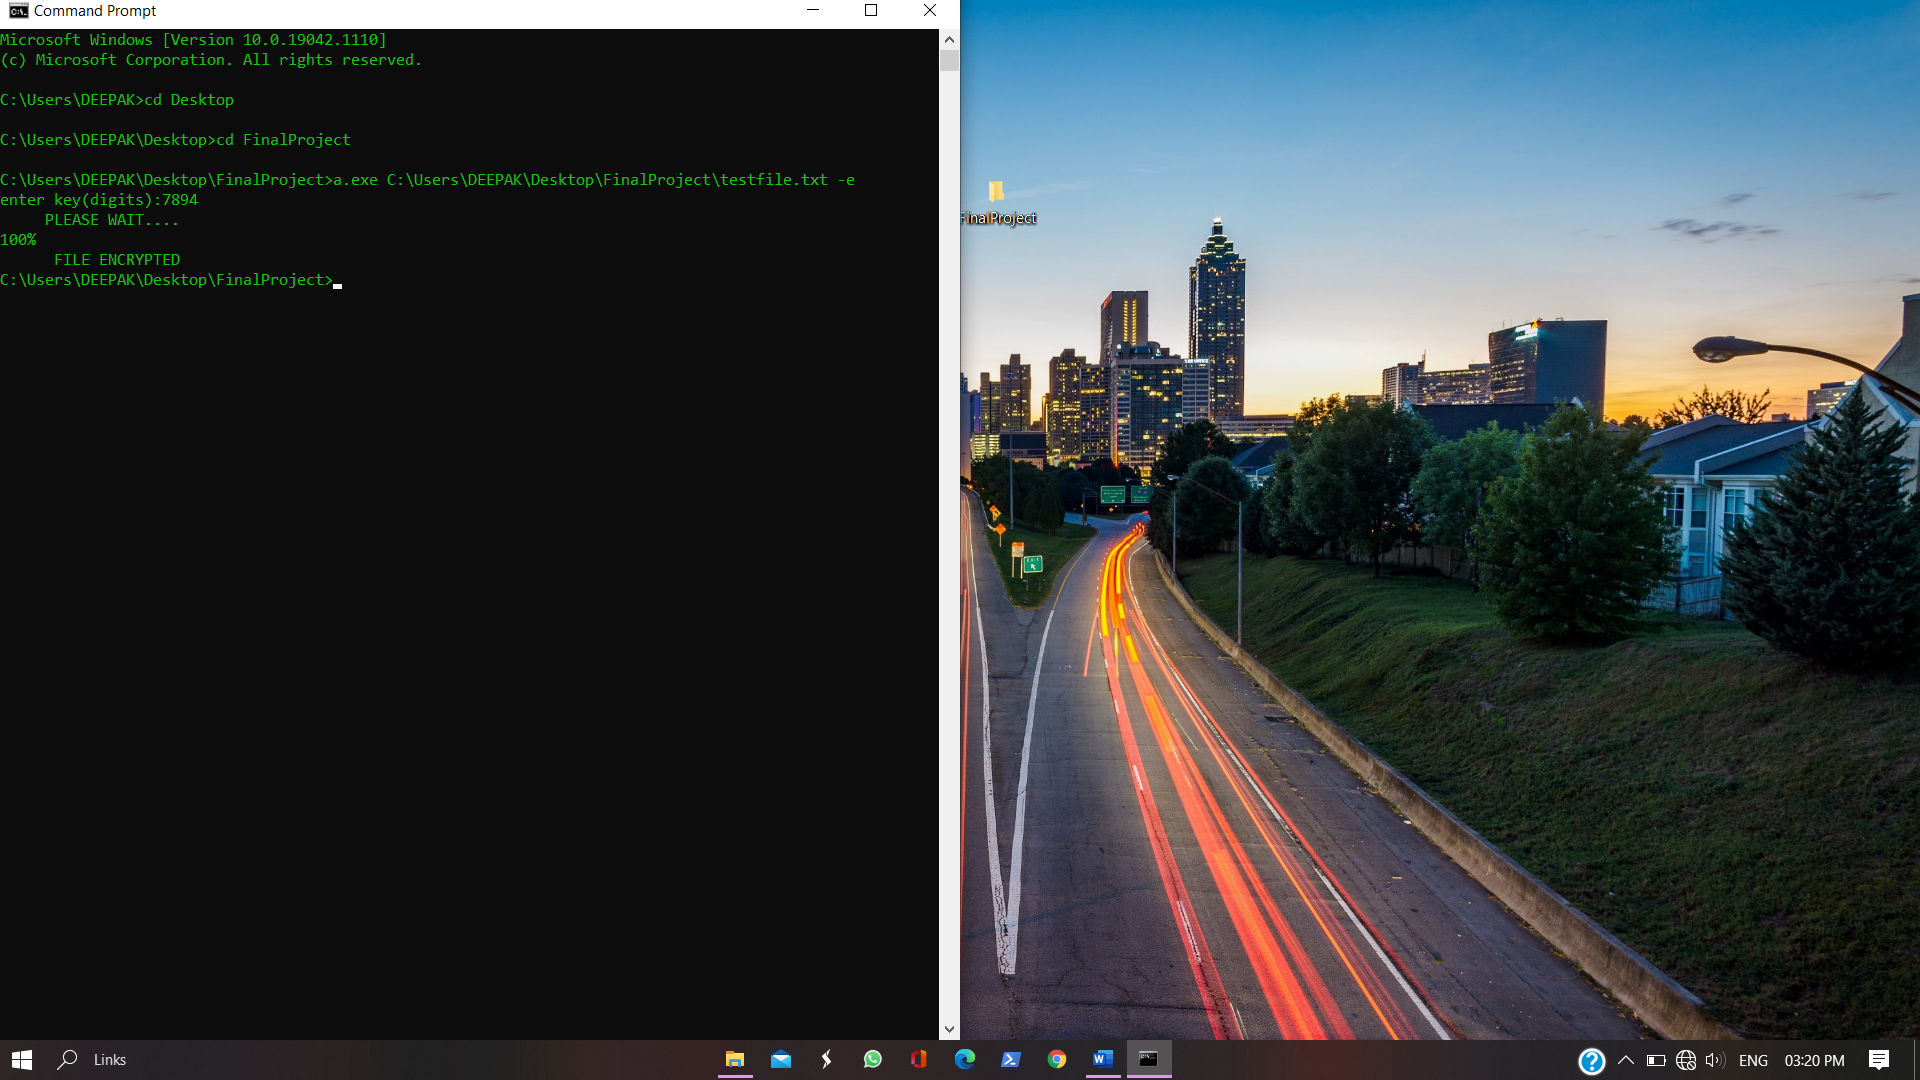 Command Prompt
Microsoft Windows [Version 10.0.19042.1110]
(c) Microsoft Corporation. All rights reserved.
C:\Users\DEEPAK>cd Desktop
C:\Users\DEEPAK\Desktop>cd FinalProject
C:\Users\DEEPAK\Desktop\FinalProject>a.exe C:\Users\DEEPAK\Desktop\FinalProject\testfile.txt -e
enter key(digits):7894
PLEASE WAIT....
100%
FILE ENCRYPTED
C:\Users\DEEPAK\Desktop\FinalProject>
FinalProject
Links
ENG
03:20 PM